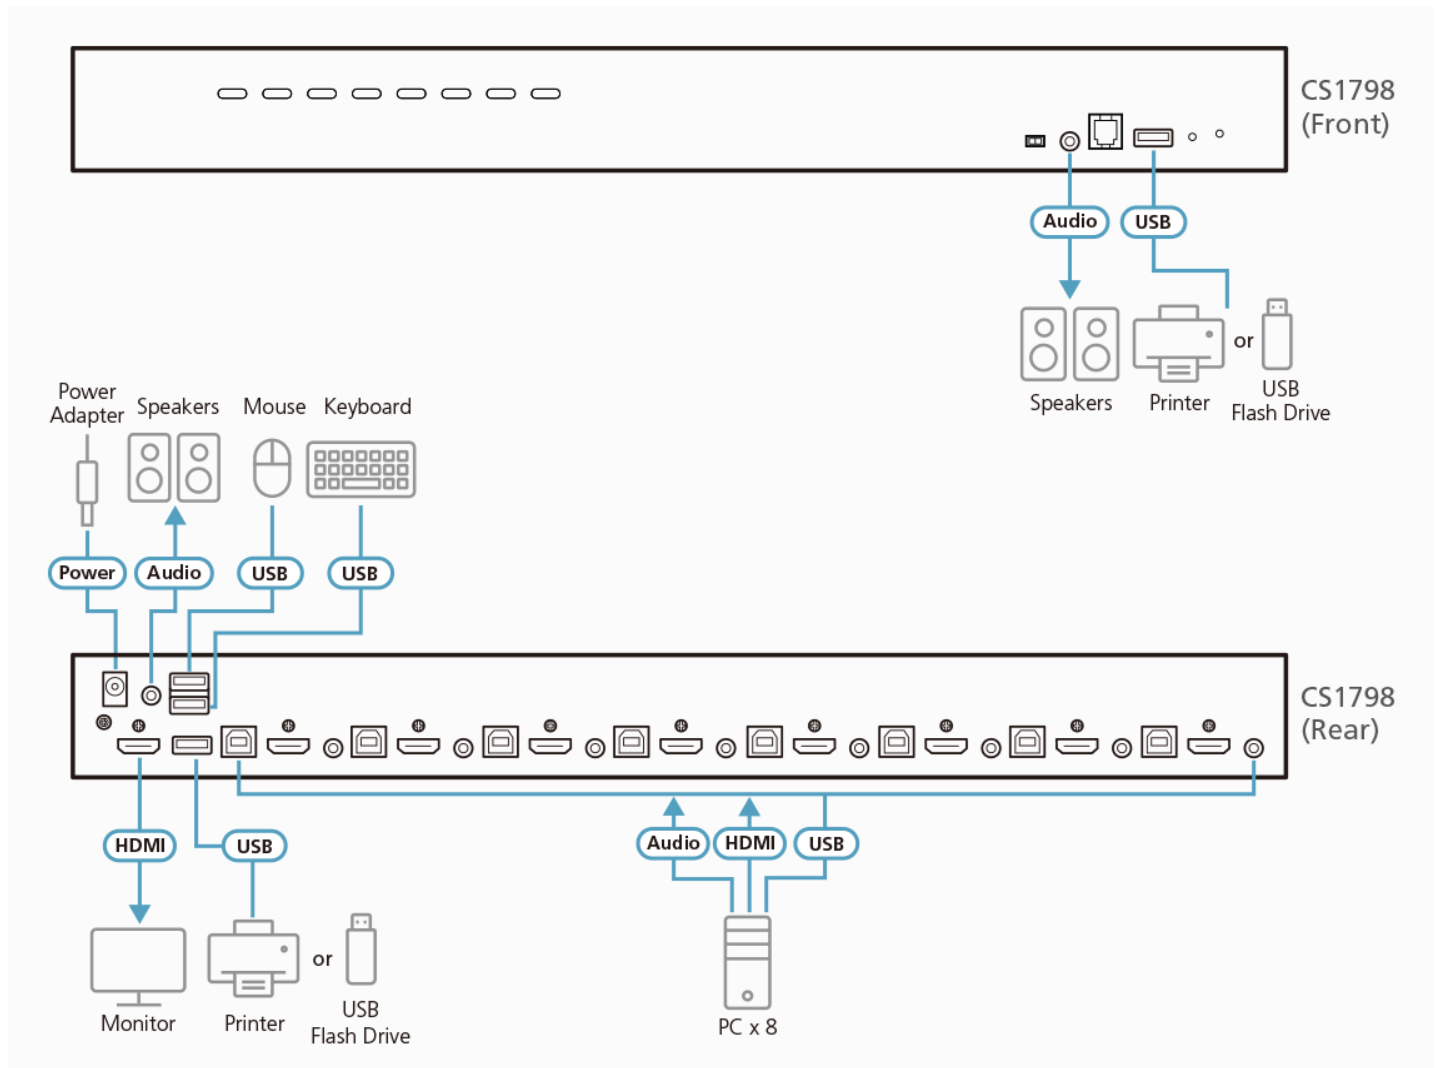 CS1798
(Front)
Audio
USB
or
Speakers
Printer
USB
Flash Drive
Power
Adapter
Speakers
Mouse
Keyboard
Power
Audio
USB
USB
CS1798
(Rear)
HDMI
USB
Audio
HDMI
USB
or
Monitor
Printer
USB
Flash Drive
PC x 8